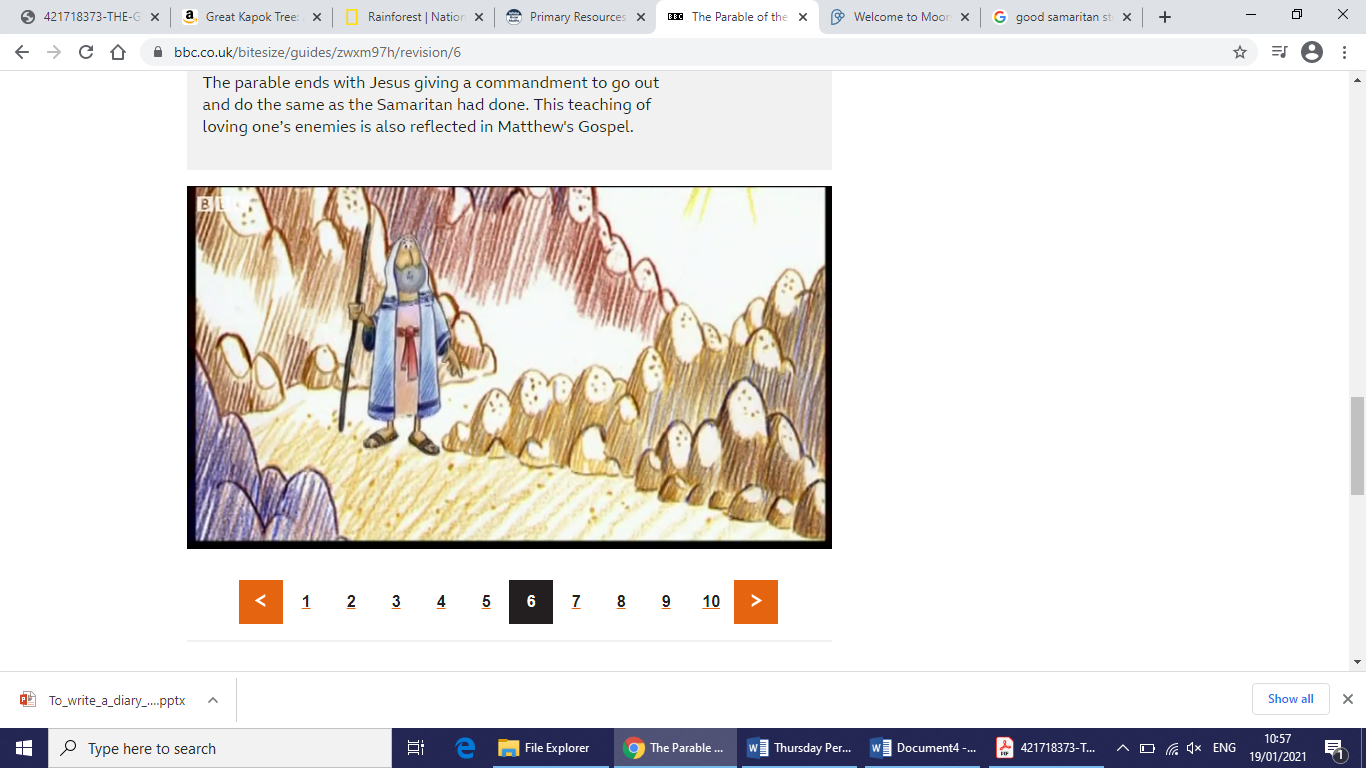 421718373-THE-G
Great Kapok Tree:
Rainforest | Nation
Primary Resources
BBC
The Parable of the
Welcome to Moor
good samaritan st
bbc.co.uk/bitesize/guides/zwxm97h/revision/6
The parable ends with Jesus giving a commandment to go out
and do the same as the Samaritan had done. This teaching of
loving one's enemies is also reflected in Matthew's Gospel.
BBC
< 1 2 3 4 5 6 7 8 9 10 >
To_write_a_diary_....pptx
Show all
Type here to search
File Explorer
The Parable ...
Thursday Per...
Document4 -...
421718373-T...
ENG
10:57
19/01/2021
1